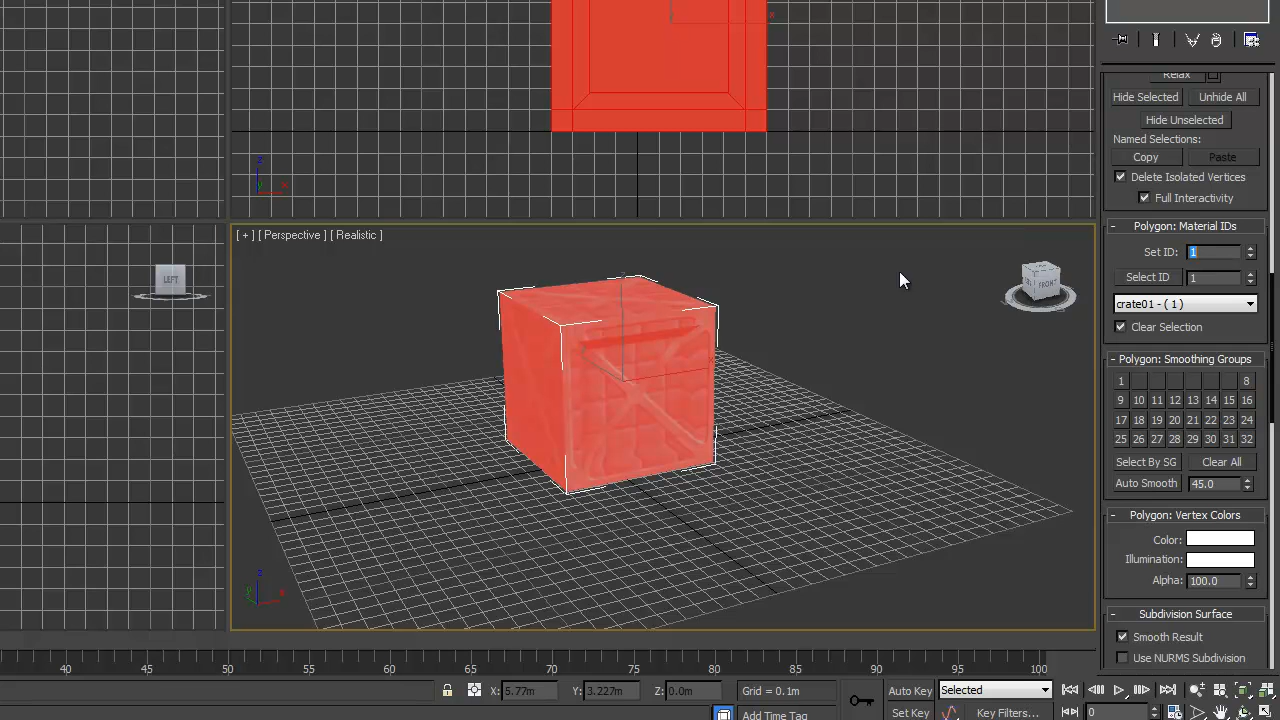 x
z
y
x
Relax
Hide Selected
Unhide All
Hide Unselected
Named Selections:
Copy
Paste
Delete Isolated Vertices
Full Interactivity
- Polygon: Material IDs
Set ID: 1
Select ID 1
crate01 - ( 1 )
Clear Selection
- Polygon: Smoothing Groups
1 8
9 10 11 12 13 14 15 16
17 18 19 20 21 22 23 24
25 26 27 28 29 30 31 32
Select By SG
Clear All
Auto Smooth
45.0
- Polygon: Vertex Colors
Color:
Illumination:
Alpha: 100.0
- Subdivision Surface
Smooth Result
Use NURMS Subdivision
[ + ] [ Perspective ] [ Realistic ]
LEFT
FRONT
x
z
y
x
40 45 50 55 60 65 70 75 80 85 90 95 100
X: 5.77m
Y: 3.227m
Z: 0.0m
Grid = 0.1m
Auto Key
Selected
Add Time Tag
Set Key
Key Filters...
0